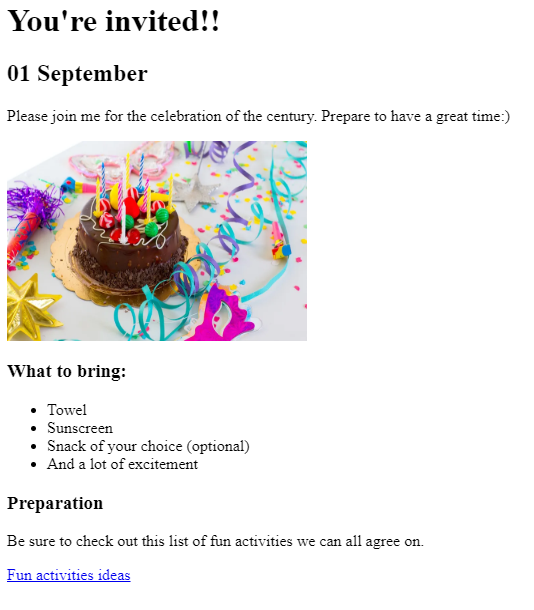 You're invited!!
01 September
Please join me for the celebration of the century. Prepare to have a great time:)
What to bring:
Towel
Sunscreen
Snack of your choice (optional)
And a lot of excitement
Preparation
Be sure to check out this list of fun activities we can all agree on.
Fun activities ideas